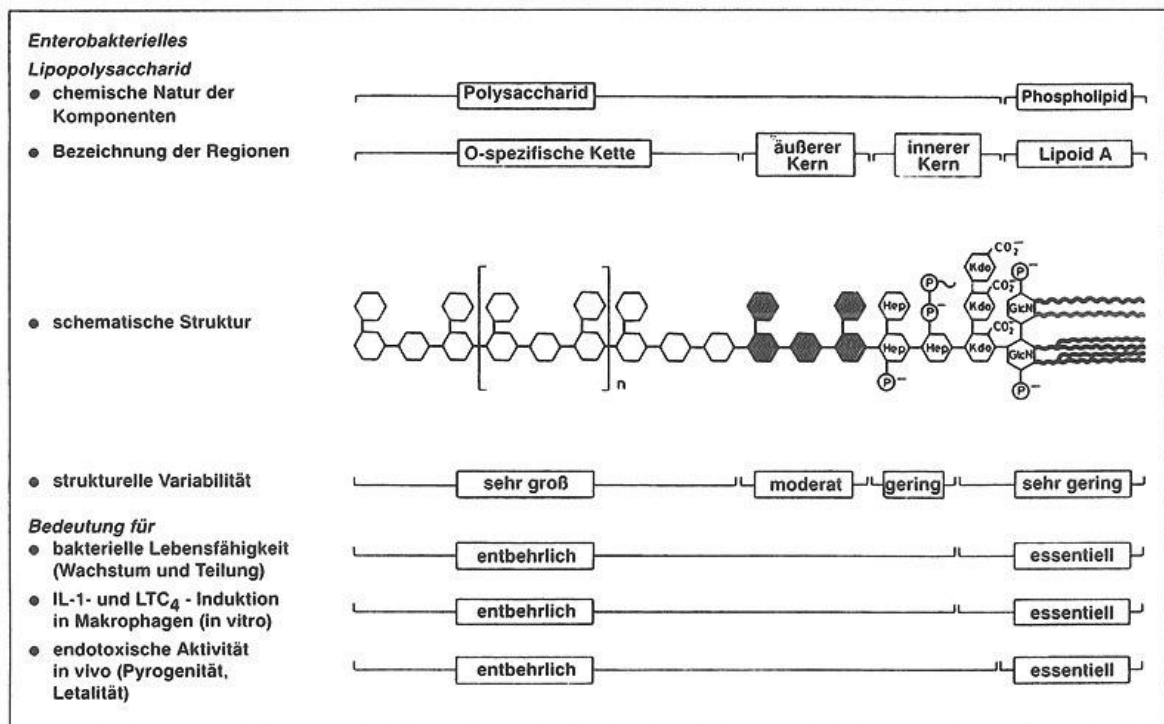 Enterobakterielles
Lipopolysaccharid
● chemische Natur der
Komponenten
Polysaccharid
Phospholipid
● Bezeichnung der Regionen
O-spezifische Kette
äußerer
Kern
innerer
Kern
Lipoid A
● schematische Struktur
n
Hep
Hep
Hep
P
P
P
Kdo
Kdo
Kdo
CO2−
CO2−
CO2−
P
GlcN
GlcN
P
● strukturelle Variabilität
sehr groß
moderat
gering
sehr gering
Bedeutung für
● bakterielle Lebensfähigkeit
(Wachstum und Teilung)
entbehrlich
essentiell
● IL-1- und LTC4 - Induktion
in Makrophagen (in vitro)
entbehrlich
essentiell
● endotoxische Aktivität
in vivo (Pyrogenität,
Letalität)
entbehrlich
essentiell